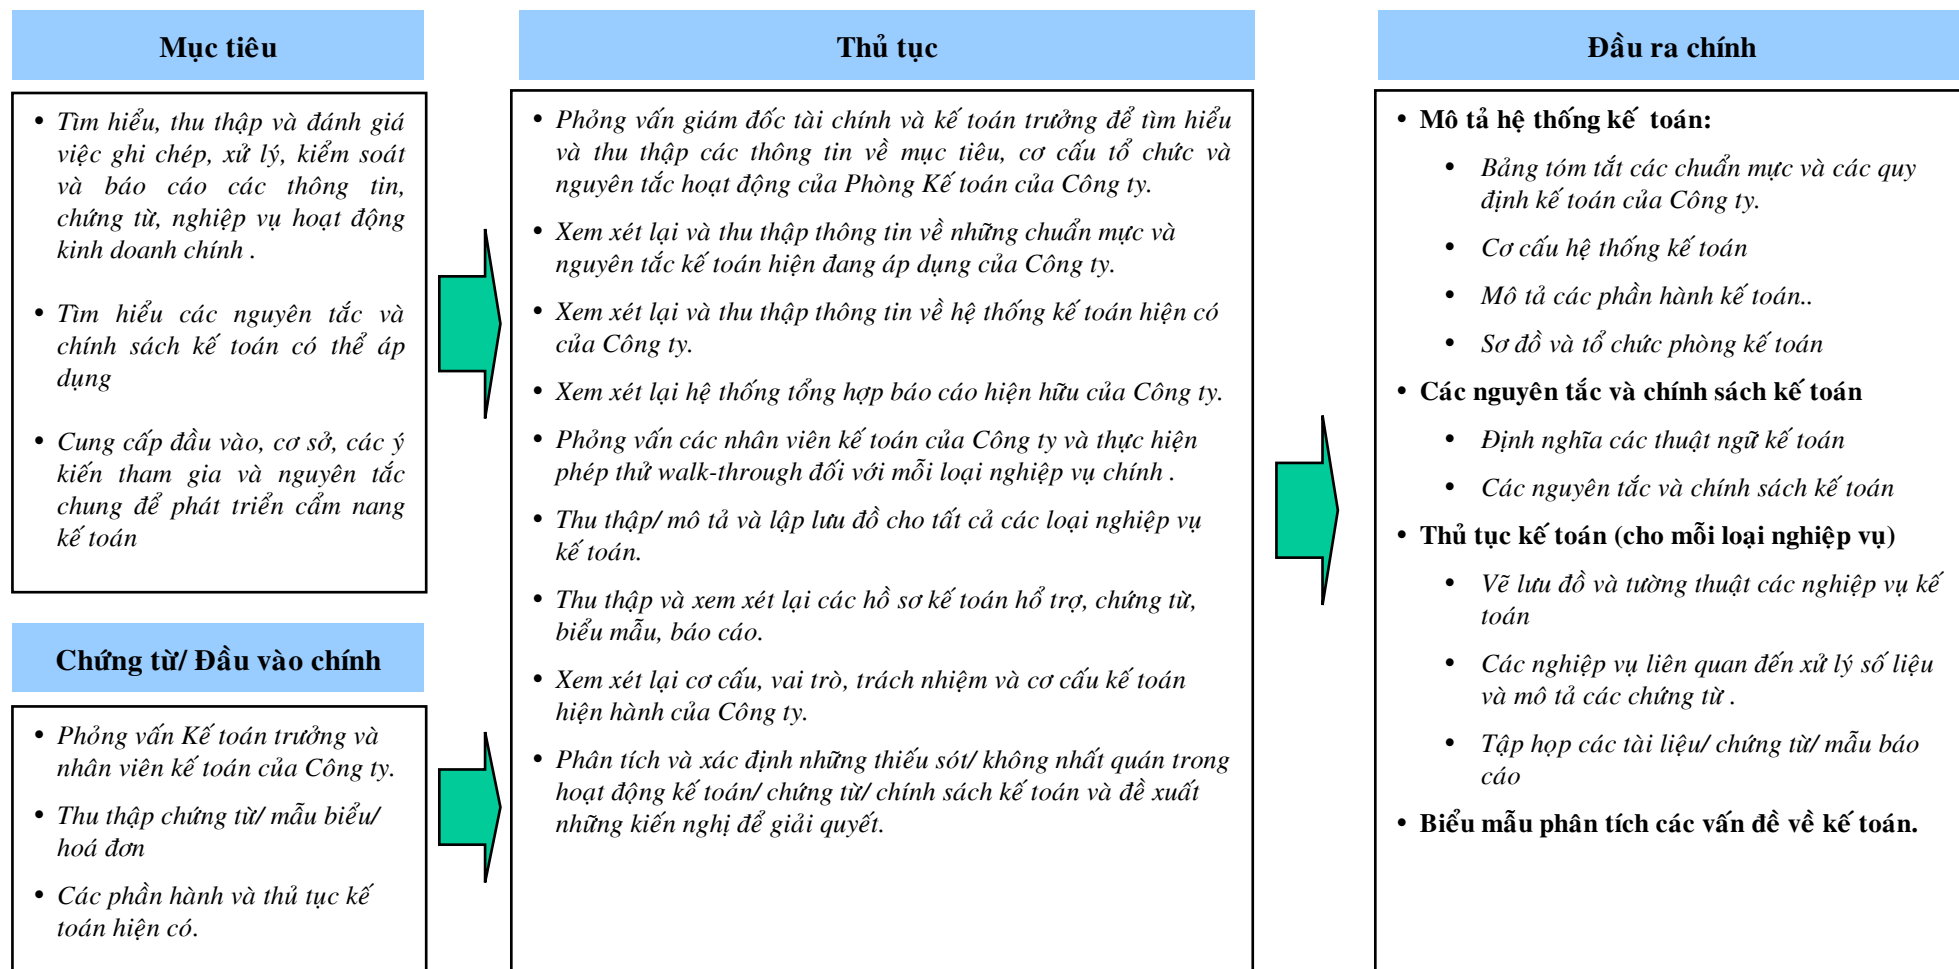 Mục tiêu
• Tìm hiểu, thu thập và đánh giá
việc ghi chép, xử lý, kiểm soát
và báo cáo các thông tin,
chứng từ, nghiệp vụ hoạt động
kinh doanh chính .
• Tìm hiểu các nguyên tắc và
chính sách kế toán có thể áp
dụng
• Cung cấp đầu vào, cơ sở, các ý
kiến tham gia và nguyên tắc
chung để phát triển cẩm nang
kế toán
Chứng từ/ Đầu vào chính
• Phỏng vấn Kế toán trưởng và
nhân viên kế toán của Công ty.
• Thu thập chứng từ/ mẫu biểu/
hoá đơn
• Các phần hành và thủ tục kế
toán hiện có.
Thủ tục
• Phỏng vấn giám đốc tài chính và kế toán trưởng để tìm hiểu
và thu thập các thông tin về mục tiêu, cơ cấu tổ chức và
nguyên tắc hoạt động của Phòng Kế toán của Công ty.
• Xem xét lại và thu thập thông tin về những chuẩn mực và
nguyên tắc kế toán hiện đang áp dụng của Công ty.
• Xem xét lại và thu thập thông tin về hệ thống kế toán hiện có
của Công ty.
• Xem xét lại hệ thống tổng hợp báo cáo hiện hữu của Công ty.
• Phỏng vấn các nhân viên kế toán của Công ty và thực hiện
phép thử walk-through đối với mỗi loại nghiệp vụ chính .
• Thu thập/ mô tả và lập lưu đồ cho tất cả các loại nghiệp vụ
kế toán.
• Thu thập và xem xét lại các hồ sơ kế toán hổ trợ, chứng từ,
biểu mẫu, báo cáo.
• Xem xét lại cơ cấu, vai trò, trách nhiệm và cơ cấu kế toán
hiện hành của Công ty.
• Phân tích và xác định những thiếu sót/ không nhất quán trong
hoạt động kế toán/ chứng từ/ chính sách kế toán và đề xuất
những kiến nghị để giải quyết.
Đầu ra chính
• Mô tả hệ thống kế  toán:
• Bảng tóm tắt các chuẩn mực và các quy
định kế toán của Công ty.
• Cơ cấu hệ thống kế toán
• Mô tả các phần hành kế toán..
• Sơ đồ và tổ chức phòng kế toán
• Các nguyên tắc và chính sách kế toán
• Định nghĩa các thuật ngữ kế toán
• Các nguyên tắc và chính sách kế toán
• Thủ tục kế toán (cho mỗi loại nghiệp vụ)
• Vẽ lưu đồ và tường thuật các nghiệp vụ kế
toán
• Các nghiệp vụ liên quan đến xử lý số liệu
và mô tả các chứng từ .
• Tập họp các tài liệu/ chứng từ/ mẫu báo
cáo
• Biểu mẫu phân tích các vấn đề về kế toán.